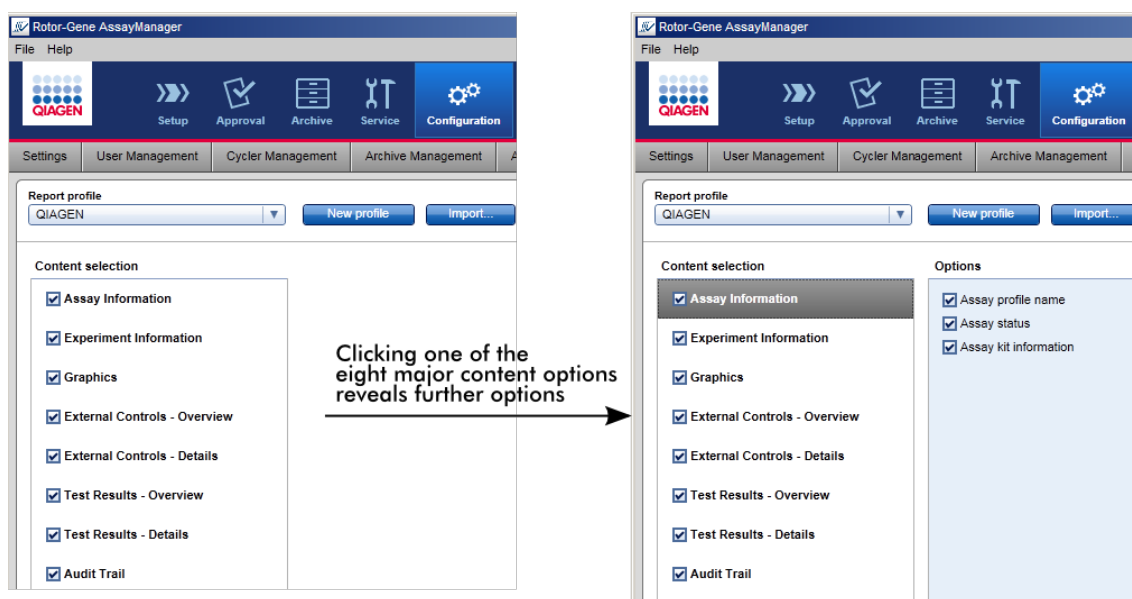 Rotor-Gene AssayManager
File Help
QIAGEN
Setup Approval Archive Service Configuration
Settings User Management Cycler Management Archive Management A
Report profile
QIAGEN New profile Import...
Content selection
Assay Information
Experiment Information
Graphics
External Controls - Overview
External Controls - Details
Test Results - Overview
Test Results - Details
Audit Trail
Clicking one of the
eight major content options
reveals further options
Rotor-Gene AssayManager
File Help
QIAGEN
Setup Approval Archive Service Configuration
Settings User Management Cycler Management Archive Management
Report profile
QIAGEN New profile Import...
Content selection Options
Assay Information Assay profile name
Assay status
Experiment Information Assay kit information
Graphics
External Controls - Overview
External Controls - Details
Test Results - Overview
Test Results - Details
Audit Trail